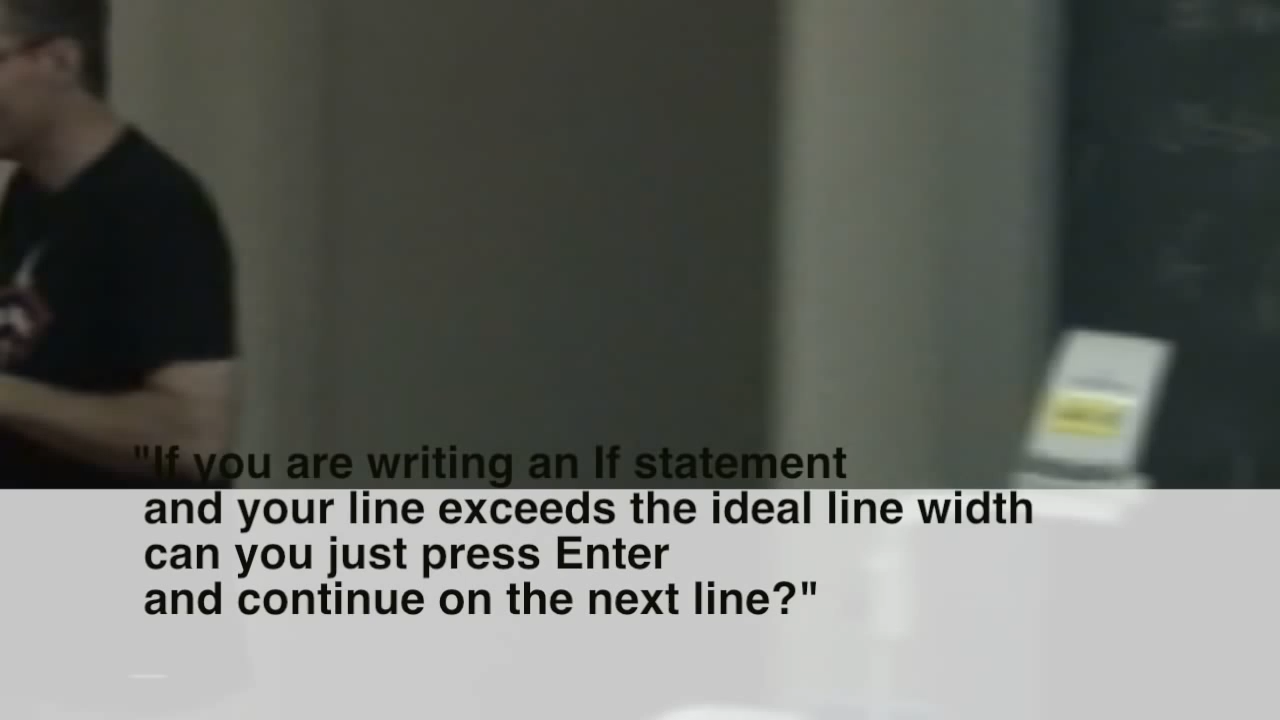 "If you are writing an If statement
and your line exceeds the ideal line width
can you just press Enter
and continue on the next line?"